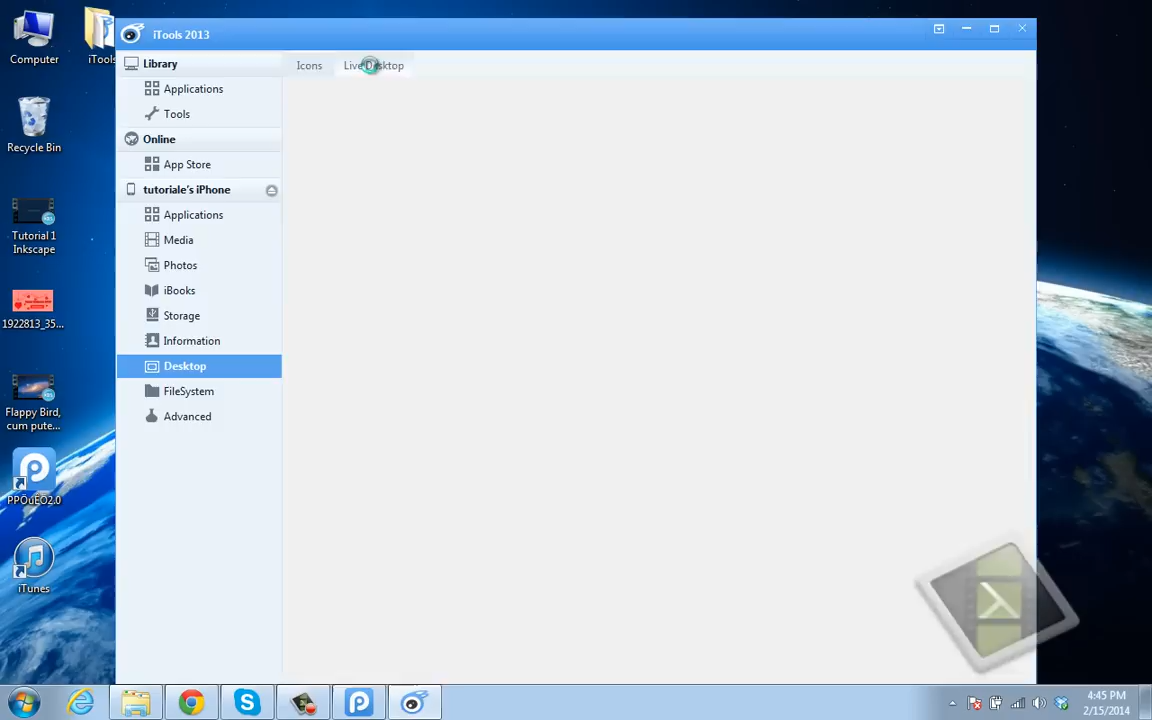 Computer
iTools
Recycle Bin
Tutorial 1
Inkscape
1922813_35...
Flappy Bird,
cum pute...
PPÖúÊÖ2.0
iTunes
iTools 2013
Library
Applications
Tools
Online
App Store
tutoriale's iPhone
Applications
Media
Photos
iBooks
Storage
Information
Desktop
FileSystem
Advanced
Icons
Live Desktop
4:45 PM
2/15/2014